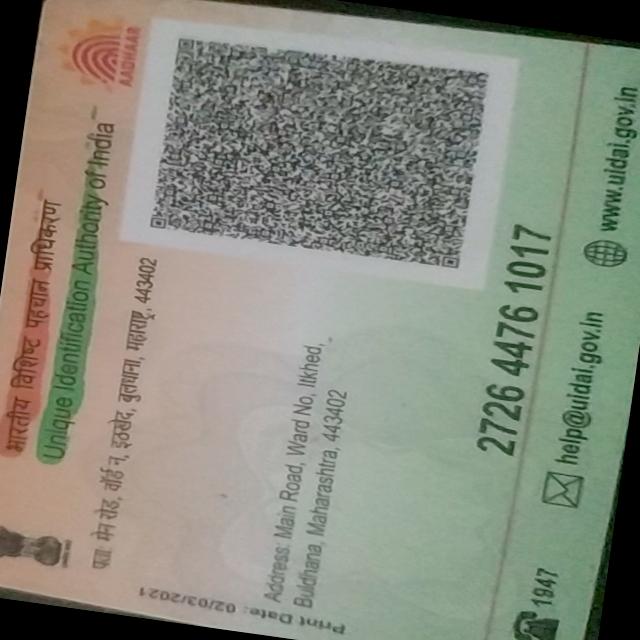 भारतीय विशिष्ट पहचान प्राधिकरण
Unique Identification Authority of India
AADHAAR
पता: मेन रोड, वॉर्ड न, इटखेड, बुलढाणा, महाराष्ट्र, 443402
Address: Main Road, Ward No, Itkhed,
Buldhana, Maharashtra, 443402
Print Date: 02/03/2021
2726 4476 1017
1947
help@uidai.gov.in
www.uidai.gov.in